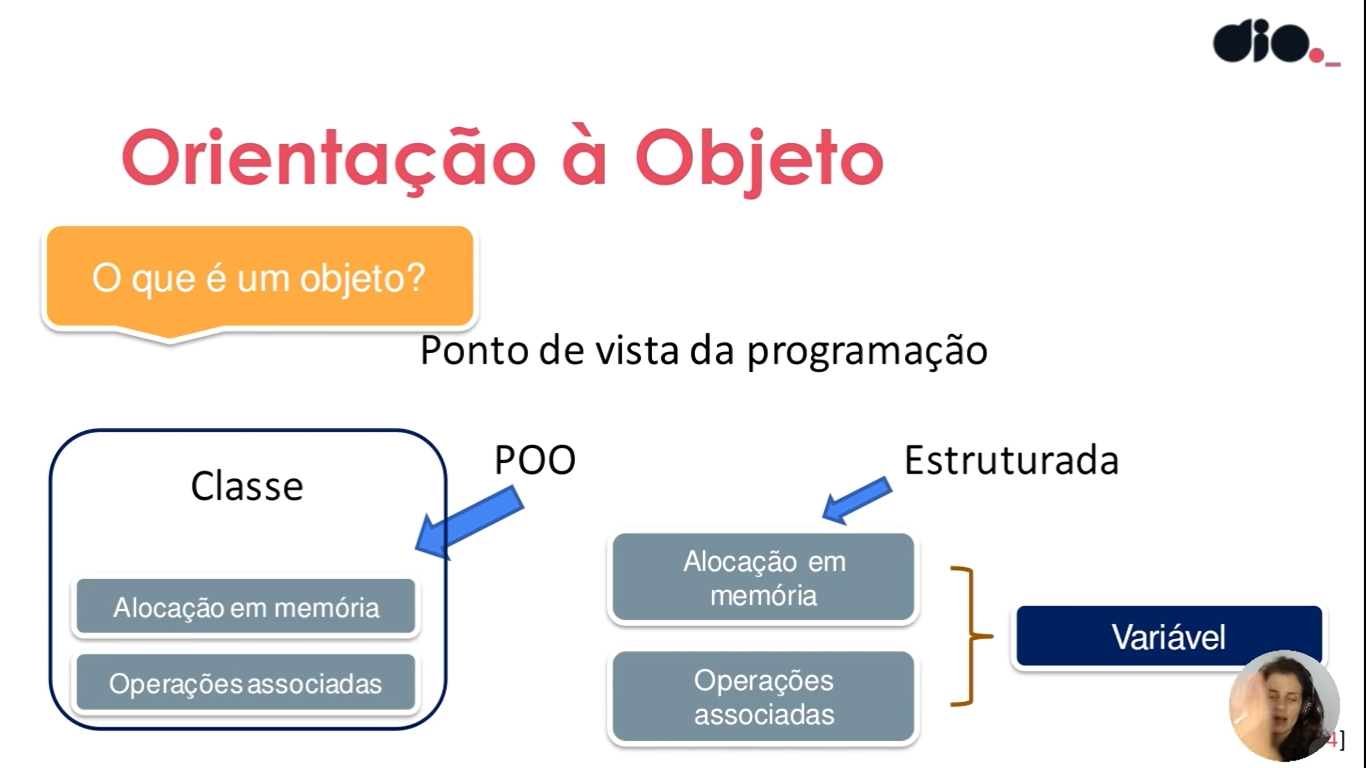 dio._
Orientação à Objeto
O que é um objeto?
Ponto de vista da programação
Classe
POO
Estruturada
Alocação em memória
Operações associadas
Alocação em
memória
Operações
associadas
Variável
4]